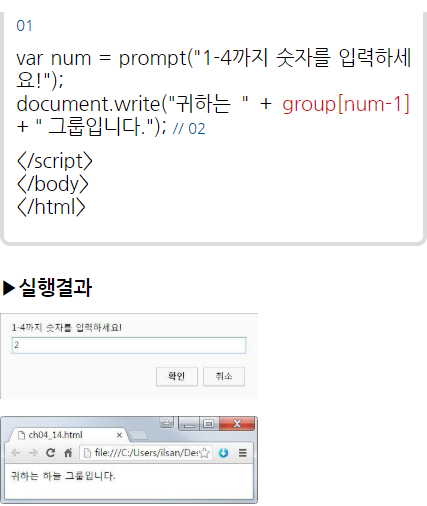 01
var num = prompt("1-4까지 숫자를 입력하세
요!");
document.write("귀하는 " + group[num-1]
+ " 그룹입니다."); // 02
</script>
</body>
</html>
▶실행결과
1-4까지 숫자를 입력하세요!
2
확인 취소
ch04_14.html
file:///C:/Users/ilsan/De
귀하는 하늘 그룹입니다.